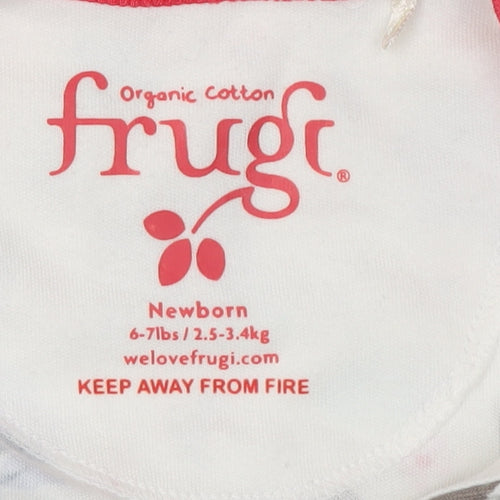 Organic Cotton
frugi®
Newborn
6-7lbs / 2.5-3.4kg
welovefrugi.com
KEEP AWAY FROM FIRE